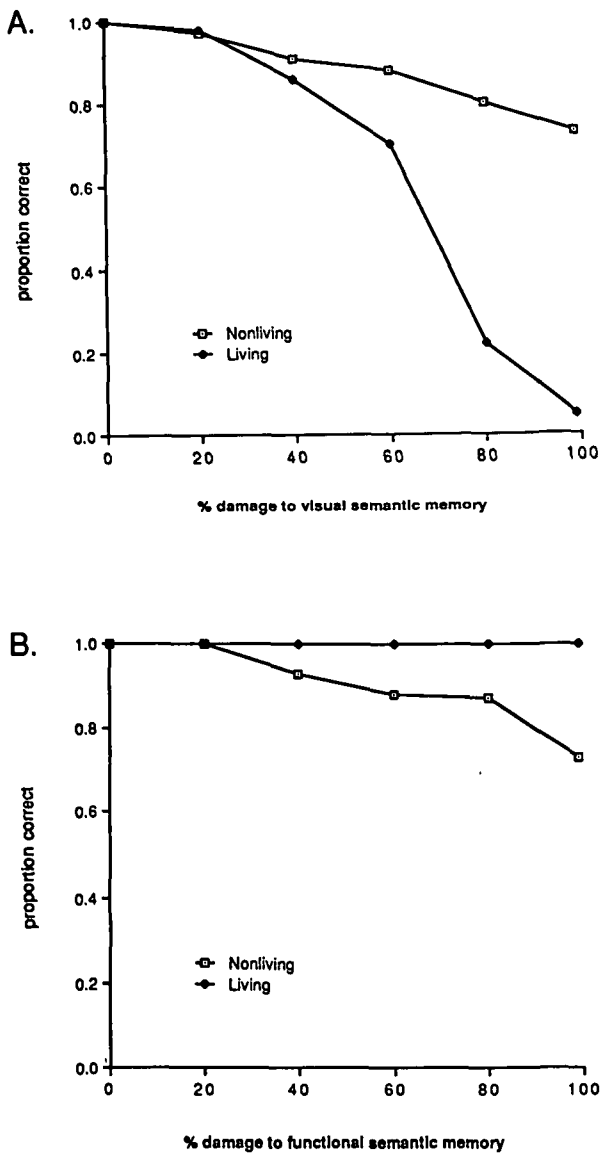 A.
1.0
0.8
0.6
0.4
0.2
0.0
proportion correct
Nonliving
Living
0 20 40 60 80 100
% damage to visual semantic memory
B.
1.0
0.8
0.6
0.4
0.2
0.0
proportion correct
Nonliving
Living
0 20 40 60 80 100
% damage to functional semantic memory